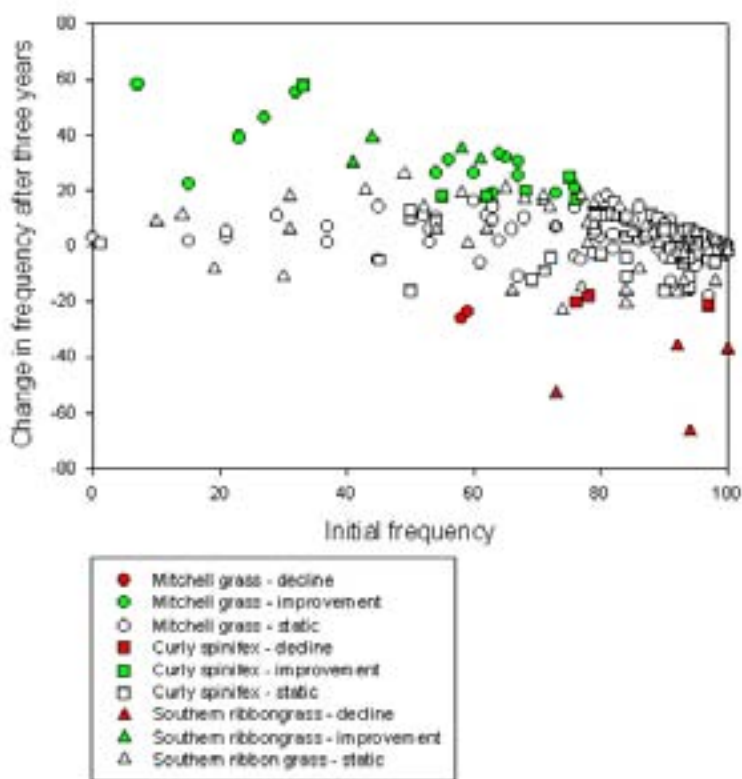 80
60
40
20
0
-20
-40
-60
-80
Change in frequency after three years
0 20 40 60 80 100
Initial frequency
Mitchell grass - decline
Mitchell grass - improvement
Mitchell grass - static
Curly spinifex - decline
Curly spinifex - improvement
Curly spinifex - static
Southern ribbongrass - decline
Southern ribbongrass - improvement
Southern ribbon grass - static